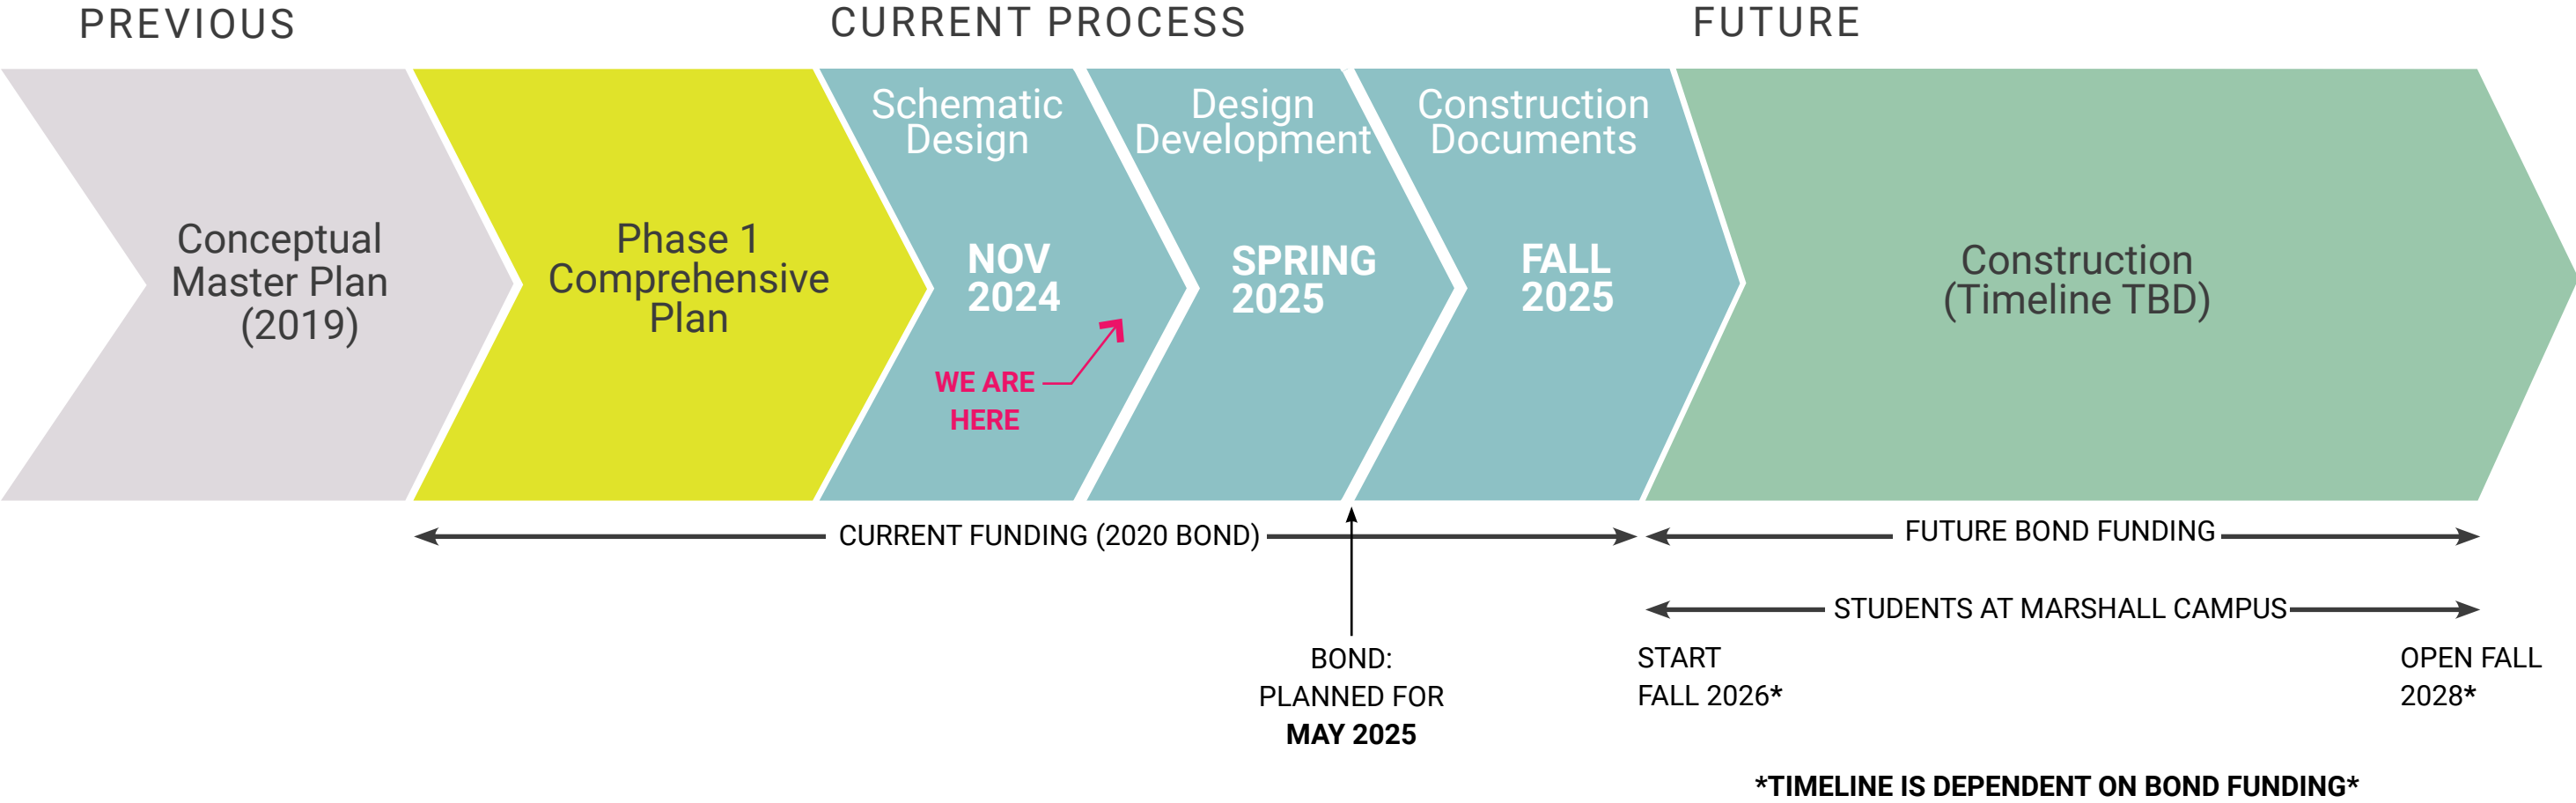 PREVIOUS
CURRENT PROCESS
FUTURE
Conceptual
Master Plan
(2019)
Phase 1
Comprehensive
Plan
Schematic
Design
NOV
2024
WE ARE
HERE
Design
Development
SPRING
2025
Construction
Documents
FALL
2025
Construction
(Timeline TBD)
CURRENT FUNDING (2020 BOND)
FUTURE BOND FUNDING
STUDENTS AT MARSHALL CAMPUS
BOND:
PLANNED FOR
MAY 2025
START
FALL 2026*
OPEN FALL
2028*
*TIMELINE IS DEPENDENT ON BOND FUNDING*